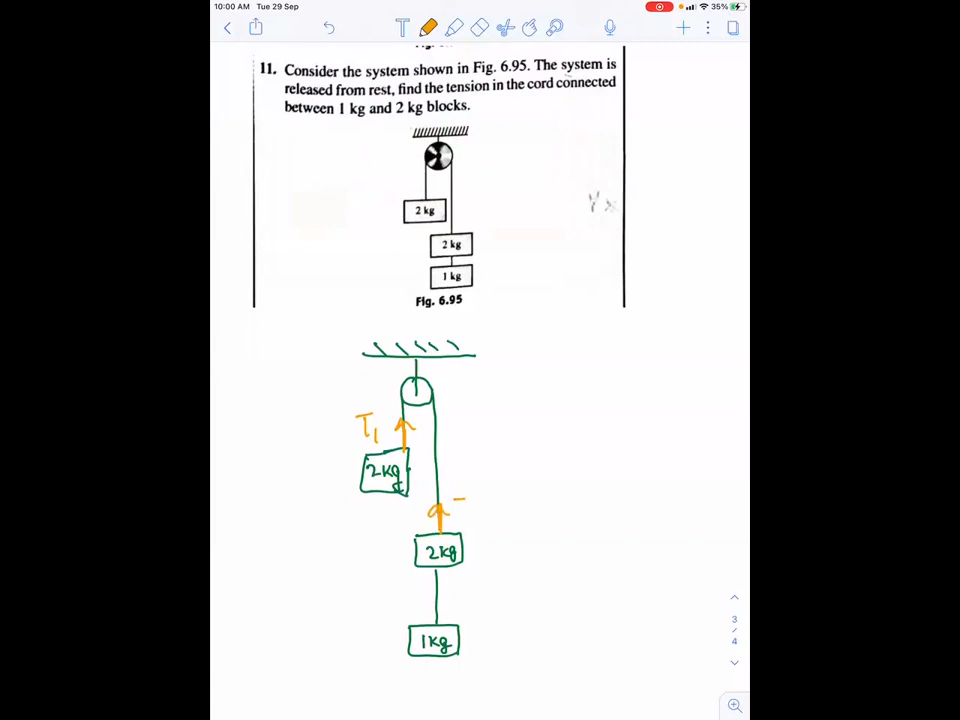 10:00 AM Tue 29 Sep
35%
11. Consider the system shown in Fig. 6.95. The system is
released from rest, find the tension in the cord connected
between 1 kg and 2 kg blocks.
2 kg
2 kg
1 kg
Fig. 6.95
T1
2kg
2kg
1kg
3
/
4